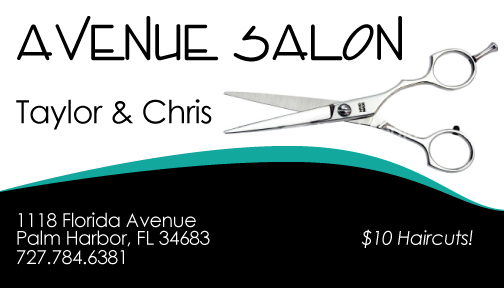 AVENUE SALON
Taylor & Chris
1118 Florida Avenue
Palm Harbor, FL 34683
$10 Haircuts!
727.784.6381